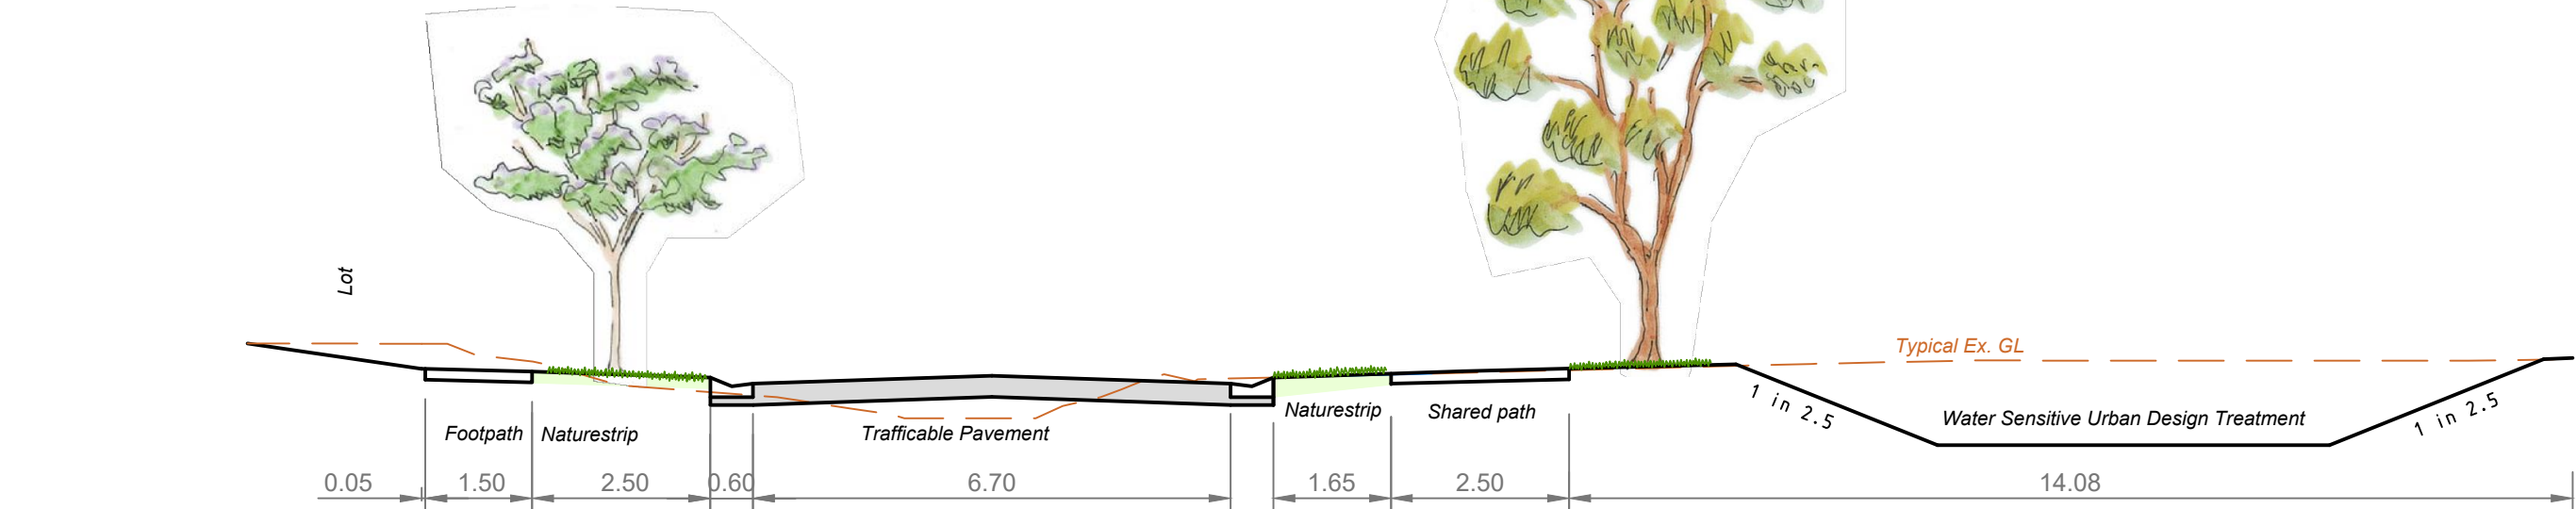 Lot
Typical Ex. GL
1 in 2.5
Water Sensitive Urban Design Treatment
1 in 2.5
Naturestrip
Shared path
Footpath
Naturestrip
Trafficable Pavement
0.05
1.50
2.50
0.60
6.70
1.65
2.50
14.08